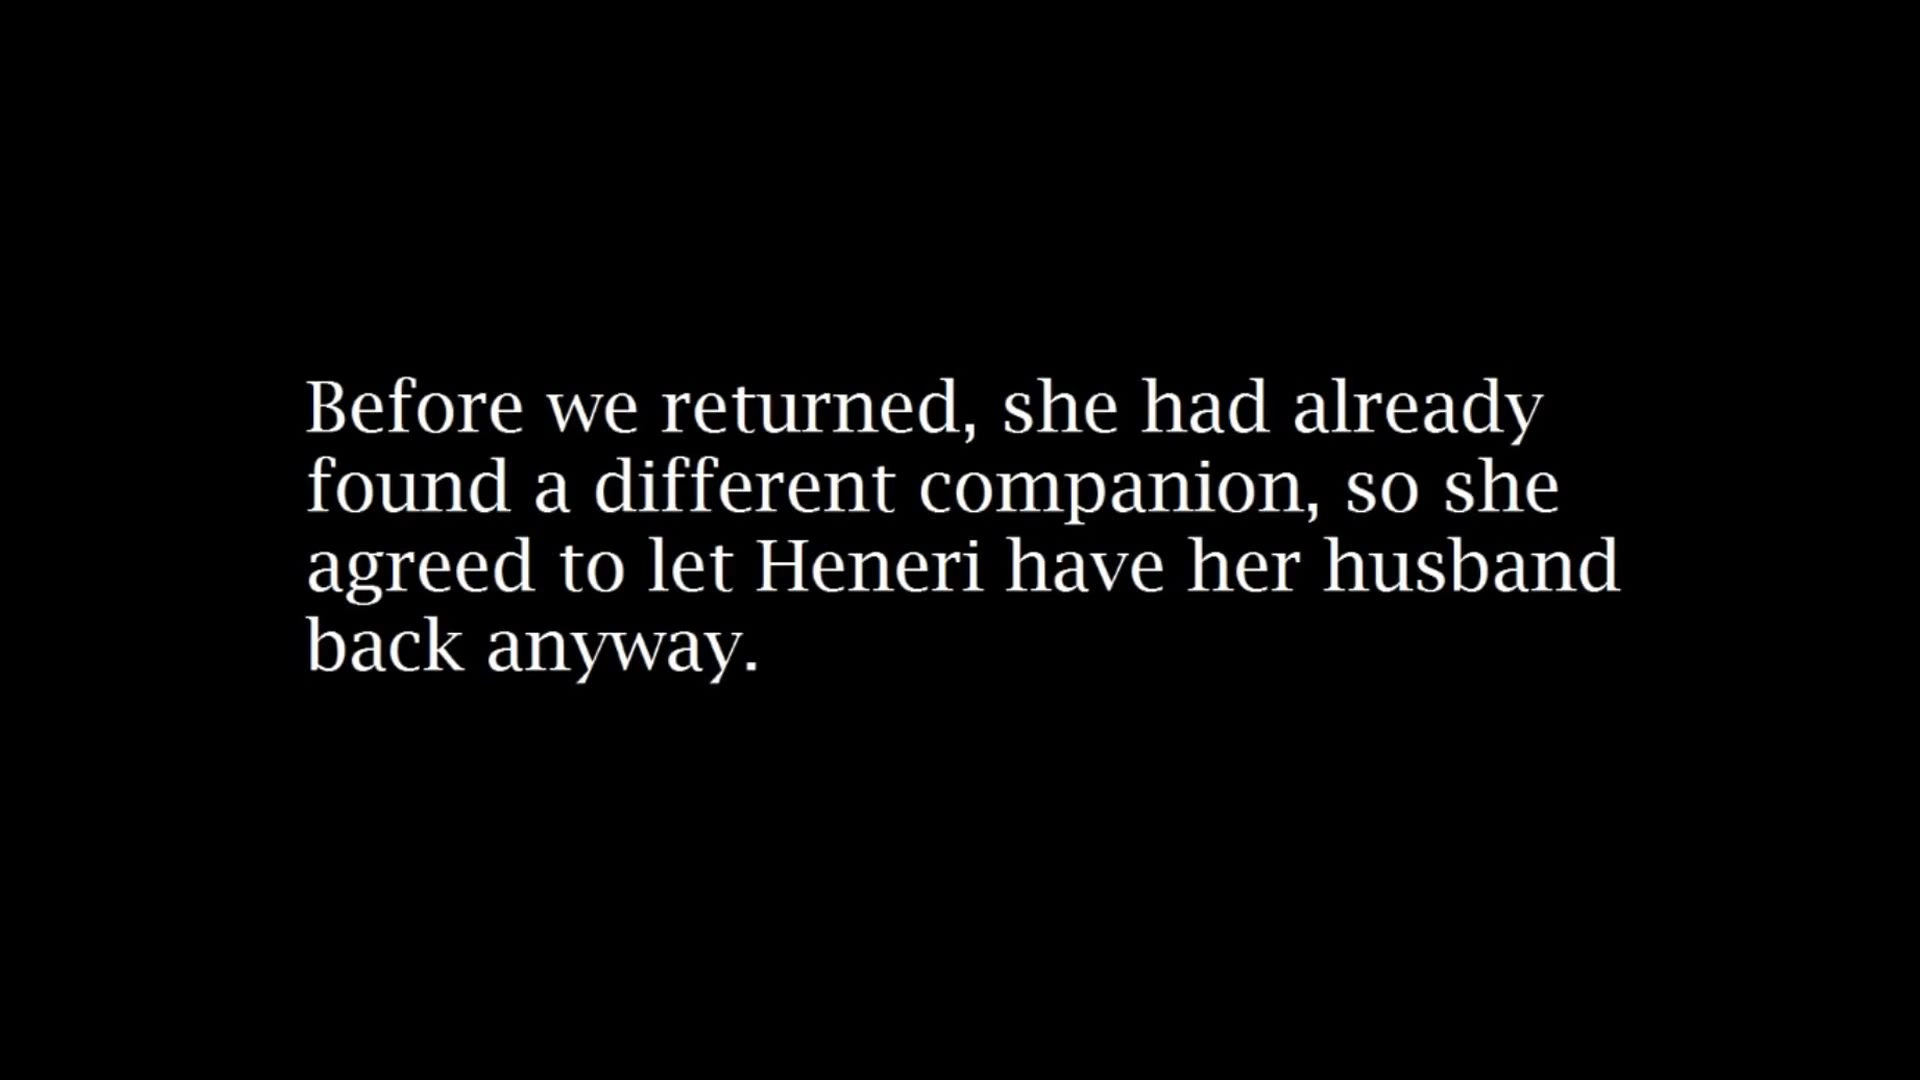 Before we returned, she had already
found a different companion, so she
agreed to let Heneri have her husband
back anyway.